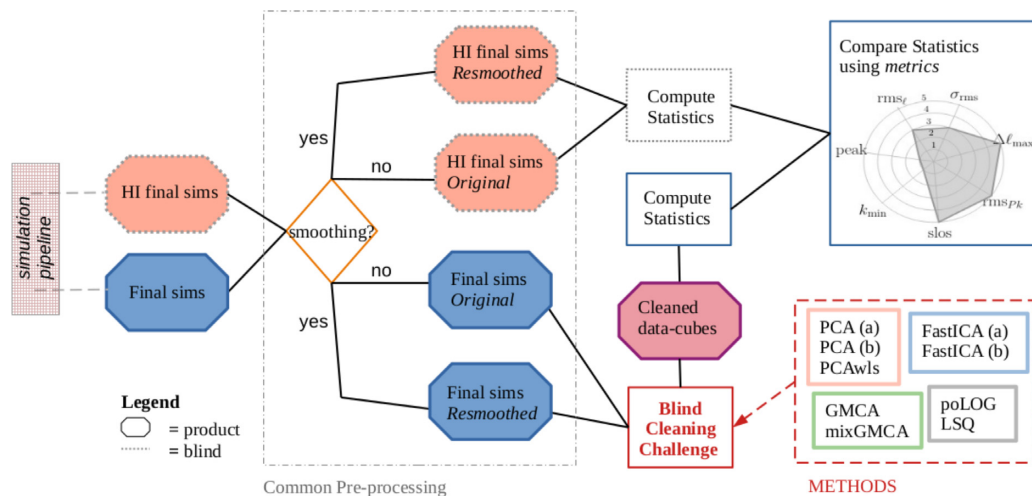 HI final sims
Resmoothed
yes
no
HI final sims
Original
Compute
Statistics
Compare Statistics
using metrics
rmsℓ
σrms
Δℓmax
rmsPk
slos
kmin
peak
5
4
3
2
1
simulation
pipeline
HI final sims
Final sims
smoothing?
Compute
Statistics
no
yes
Final sims
Original
Final sims
Resmoothed
Cleaned
data-cubes
Blind
Cleaning
Challenge
PCA (a)
PCA (b)
PCAwls
FastICA (a)
FastICA (b)
GMCA
mixGMCA
poLOG
LSQ
METHODS
Legend
= product
= blind
Common Pre-processing